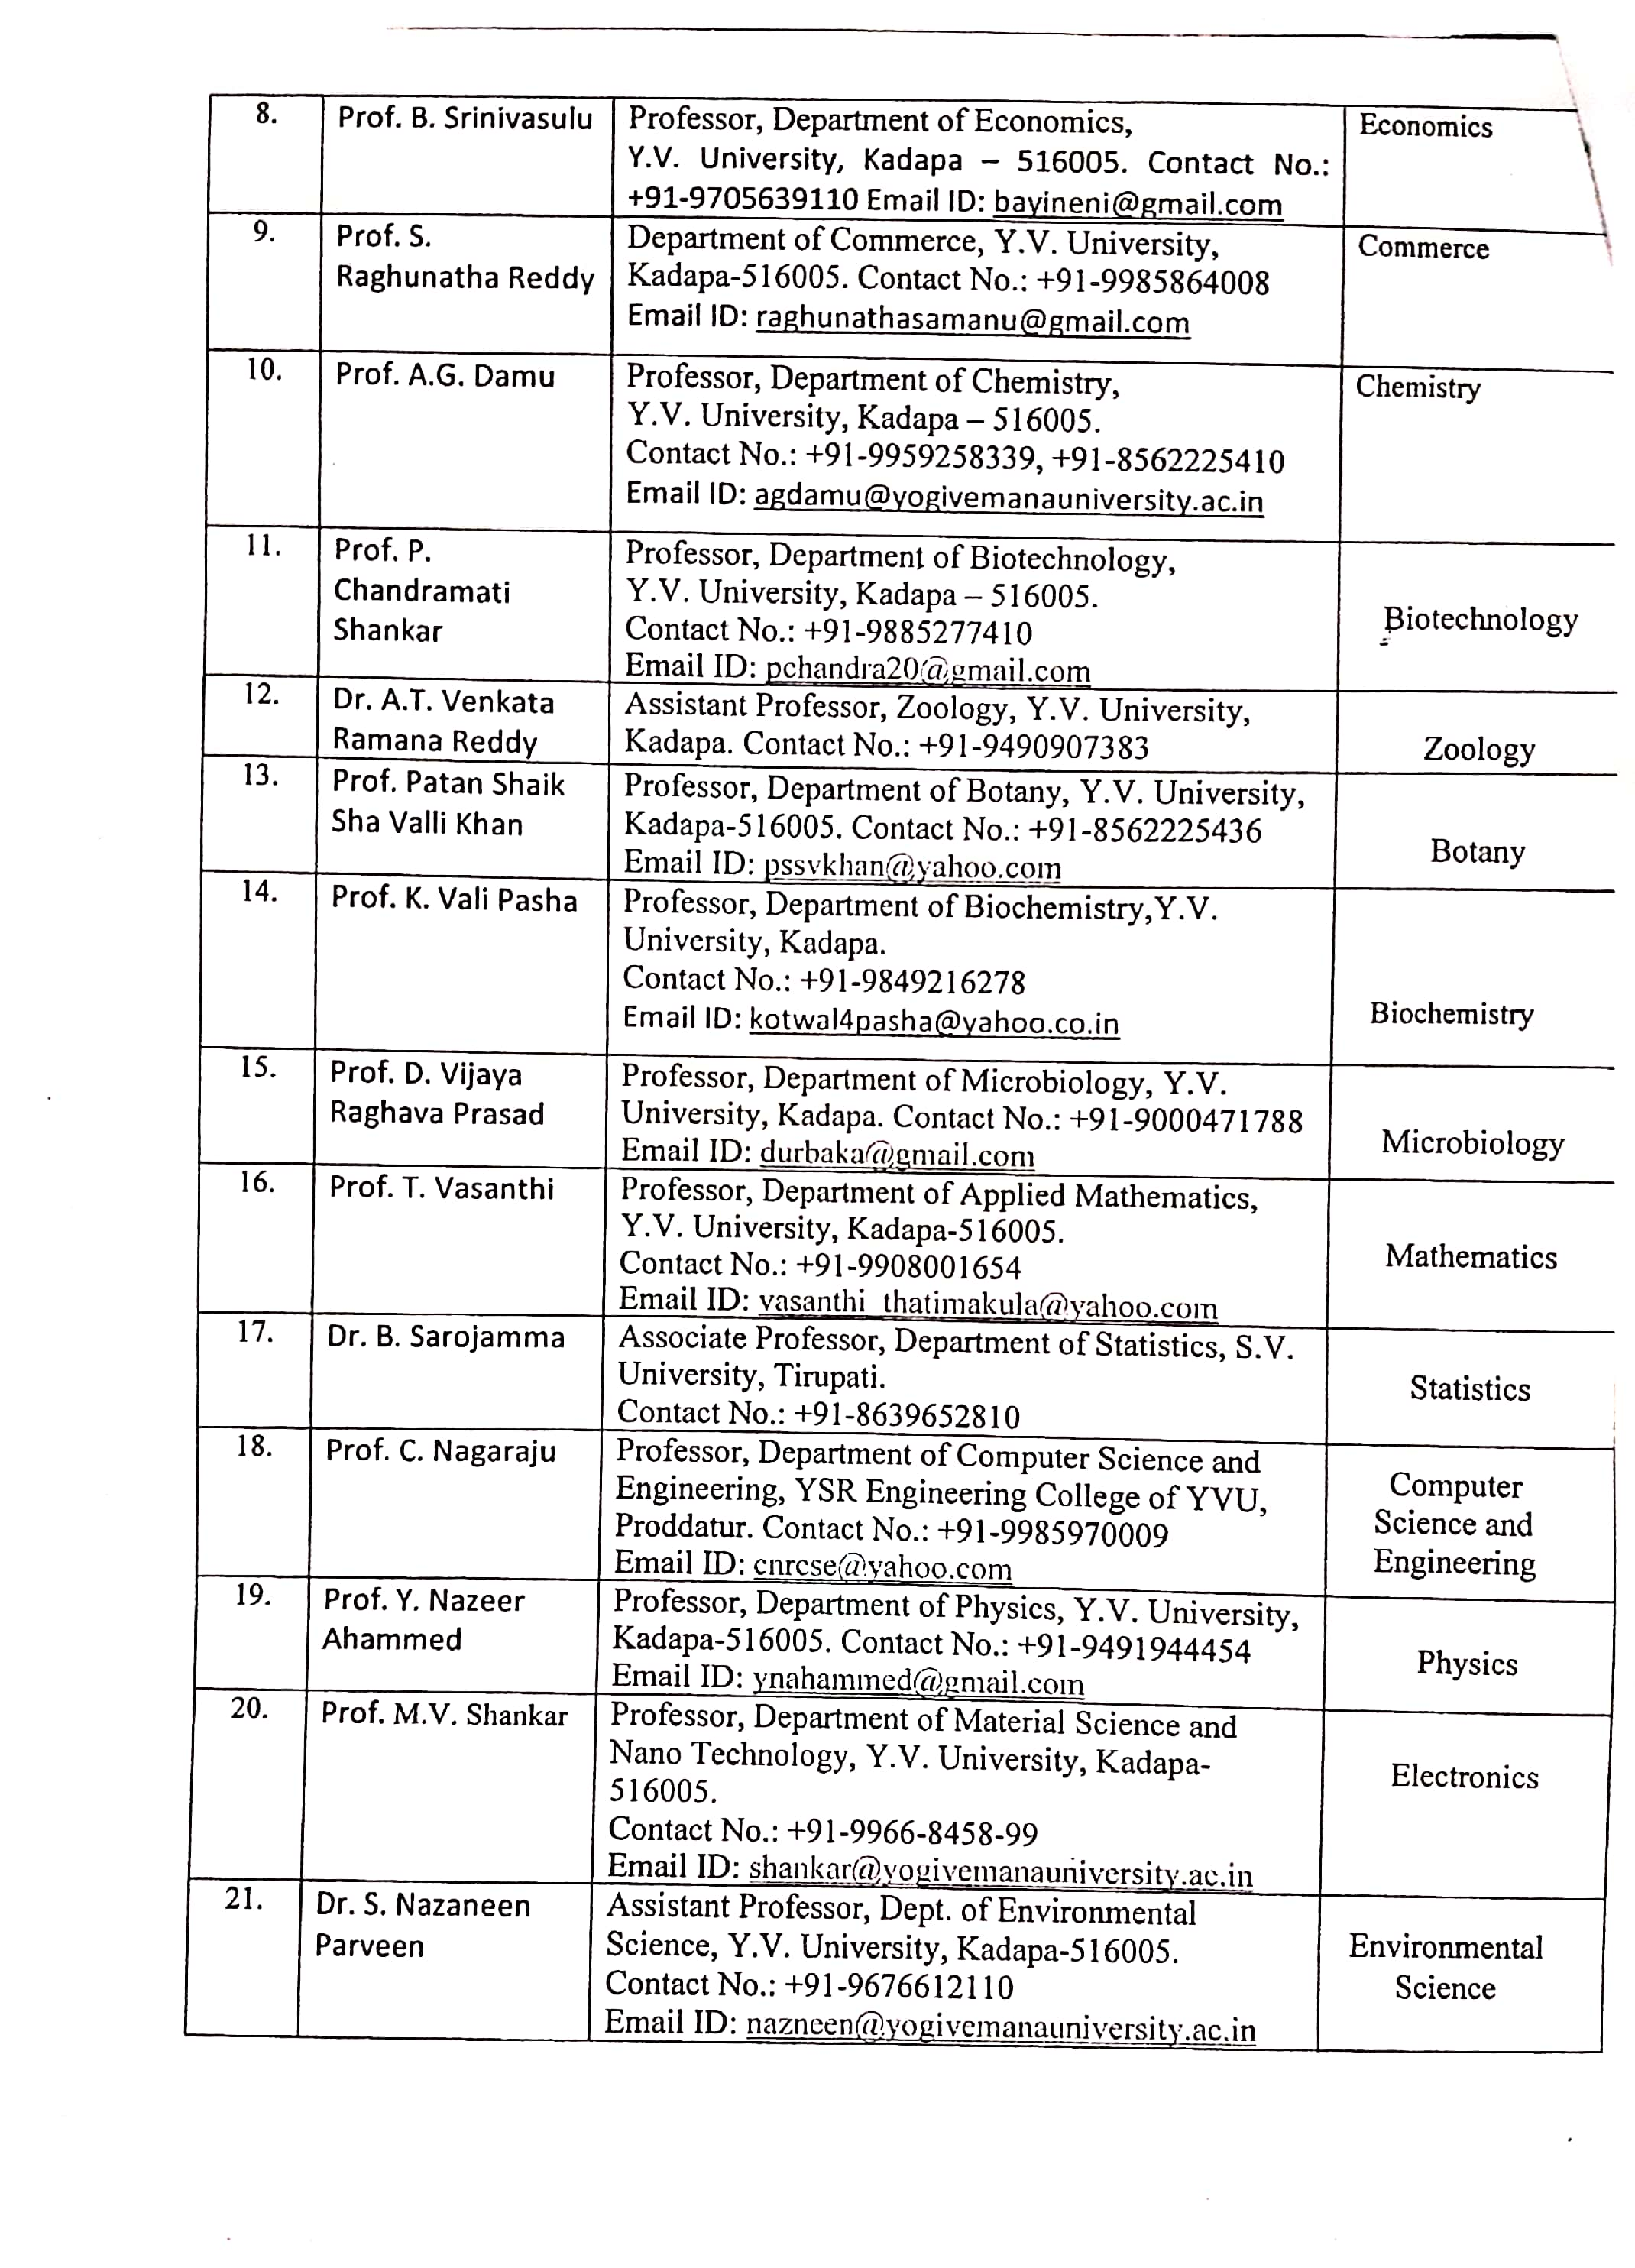 8.
Prof. B. Srinivasulu
Professor, Department of Economics,
Y.V. University, Kadapa – 516005. Contact No.:
+91-9705639110 Email ID: bayineni@gmail.com
Economics
9.
Prof. S.
Raghunatha Reddy
Department of Commerce, Y.V. University,
Kadapa-516005. Contact No.: +91-9985864008
Email ID: raghunathasamanu@gmail.com
Commerce
10.
Prof. A.G. Damu
Professor, Department of Chemistry,
Y.V. University, Kadapa – 516005.
Contact No.: +91-9959258339, +91-8562225410
Email ID: agdamu@yogivemanauniversity.ac.in
Chemistry
11.
Prof. P.
Chandramati
Shankar
Professor, Department of Biotechnology,
Y.V. University, Kadapa – 516005.
Contact No.: +91-9885277410
Email ID: pchandra20@gmail.com
Biotechnology
12.
Dr. A.T. Venkata
Ramana Reddy
Assistant Professor, Zoology, Y.V. University,
Kadapa. Contact No.: +91-9490907383
Zoology
13.
Prof. Patan Shaik
Sha Valli Khan
Professor, Department of Botany, Y.V. University,
Kadapa-516005. Contact No.: +91-8562225436
Email ID: pssvkhan@yahoo.com
Botany
14.
Prof. K. Vali Pasha
Professor, Department of Biochemistry,Y.V.
University, Kadapa.
Contact No.: +91-9849216278
Email ID: kotwal4pasha@yahoo.co.in
Biochemistry
15.
Prof. D. Vijaya
Raghava Prasad
Professor, Department of Microbiology, Y.V.
University, Kadapa. Contact No.: +91-9000471788
Email ID: durbaka@gmail.com
Microbiology
16.
Prof. T. Vasanthi
Professor, Department of Applied Mathematics,
Y.V. University, Kadapa-516005.
Contact No.: +91-9908001654
Email ID: vasanthi_thatimakula@yahoo.com
Mathematics
17.
Dr. B. Sarojamma
Associate Professor, Department of Statistics, S.V.
University, Tirupati.
Contact No.: +91-8639652810
Statistics
18.
Prof. C. Nagaraju
Professor, Department of Computer Science and
Engineering, YSR Engineering College of YVU,
Proddatur. Contact No.: +91-9985970009
Email ID: cnrcse@yahoo.com
Computer
Science and
Engineering
19.
Prof. Y. Nazeer
Ahammed
Professor, Department of Physics, Y.V. University,
Kadapa-516005. Contact No.: +91-9491944454
Email ID: ynahammed@gmail.com
Physics
20.
Prof. M.V. Shankar
Professor, Department of Material Science and
Nano Technology, Y.V. University, Kadapa-
516005.
Contact No.: +91-9966-8458-99
Email ID: shankar@yogivemanauniversity.ac.in
Electronics
21.
Dr. S. Nazaneen
Parveen
Assistant Professor, Dept. of Environmental
Science, Y.V. University, Kadapa-516005.
Contact No.: +91-9676612110
Email ID: nazneen@yogivemanauniversity.ac.in
Environmental
Science